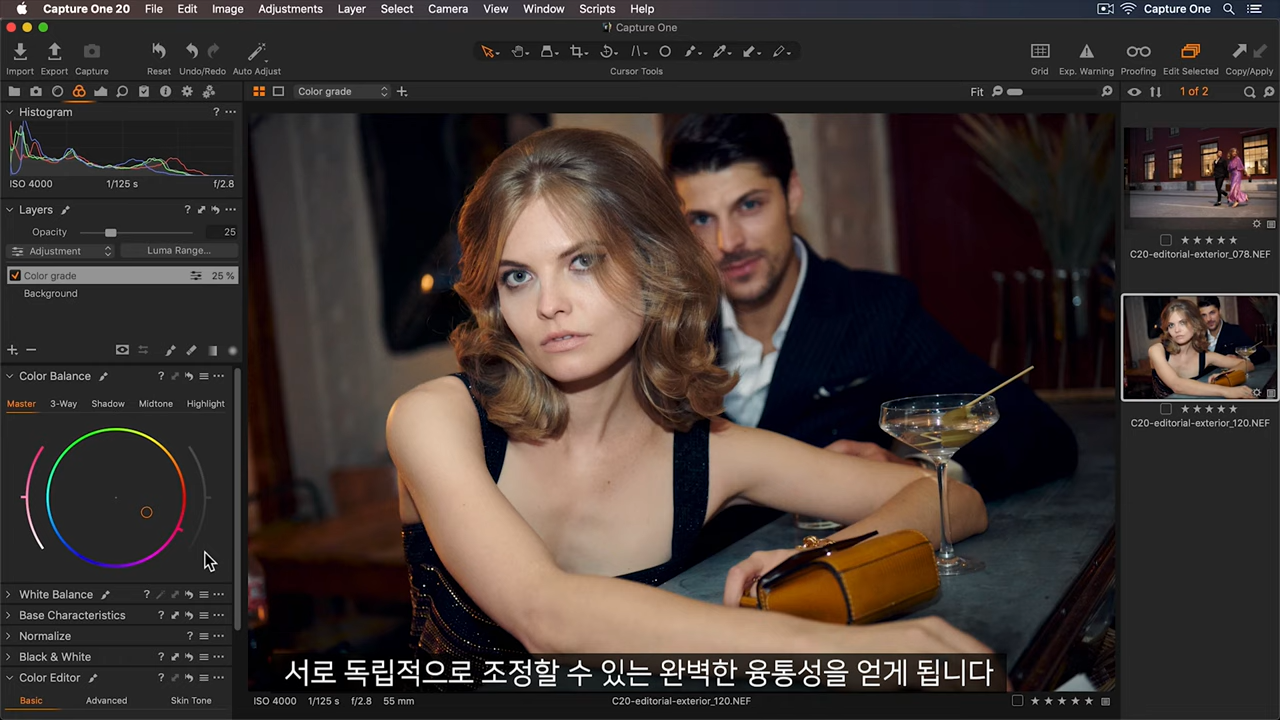 Capture One 20 File Edit Image Adjustments Layer Select Camera View Window Scripts Help Capture One
Capture One
Import Export Capture Reset Undo/Redo Auto Adjust Cursor Tools Grid Exp. Warning Proofing Edit Selected Copy/Apply
Color grade Fit 1 of 2
Histogram ? ...
ISO 4000 1/125 s f/2.8
Layers ? ...
Opacity 25
Adjustment Luma Range...
Color grade 25 %
Background
Color Balance ? ...
Master 3-Way Shadow Midtone Highlight
White Balance ? ...
Base Characteristics ? ...
Normalize ? ...
Black & White ? ...
Color Editor ? ...
Basic Advanced Skin Tone
서로 독립적으로 조정할 수 있는 완벽한 융통성을 얻게 됩니다
ISO 4000 1/125 s f/2.8 55 mm C20-editorial-exterior_120.NEF
C20-editorial-exterior_078.NEF
C20-editorial-exterior_120.NEF